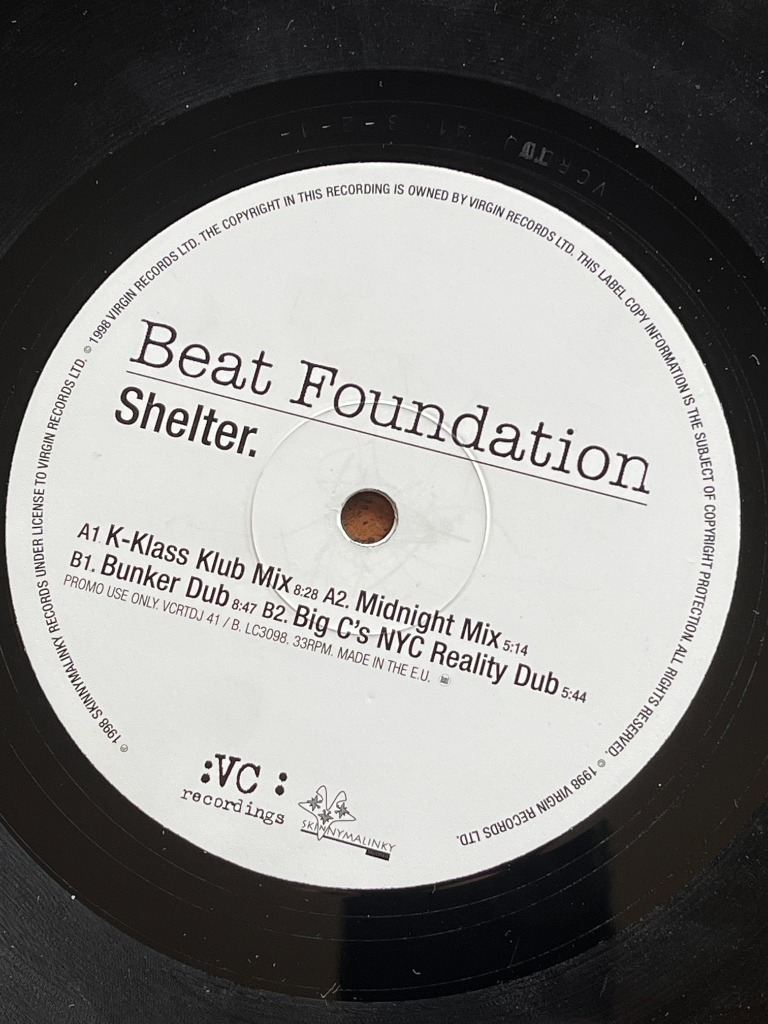 ℗ 1998 SKINNYMALINKY RECORDS UNDER LICENSE TO VIRGIN RECORDS LTD. © 1998 VIRGIN RECORDS LTD. THE COPYRIGHT IN THIS RECORDING IS OWNED BY VIRGIN RECORDS LTD. THIS LABEL COPY INFORMATION IS THE SUBJECT OF COPYRIGHT PROTECTION. ALL RIGHTS RESERVED. © 1998 VIRGIN RECORDS LTD.
Beat Foundation
Shelter.
A1. K-Klass Klub Mix 8:28 A2. Midnight Mix 5:14
B1. Bunker Dub 8:47 B2. Big C's NYC Reality Dub 5:44
PROMO USE ONLY. VCRTDJ 41 / B. LC3098. 33RPM. MADE IN THE E.U.
:VC :
recordings
SKINNYMALINKY